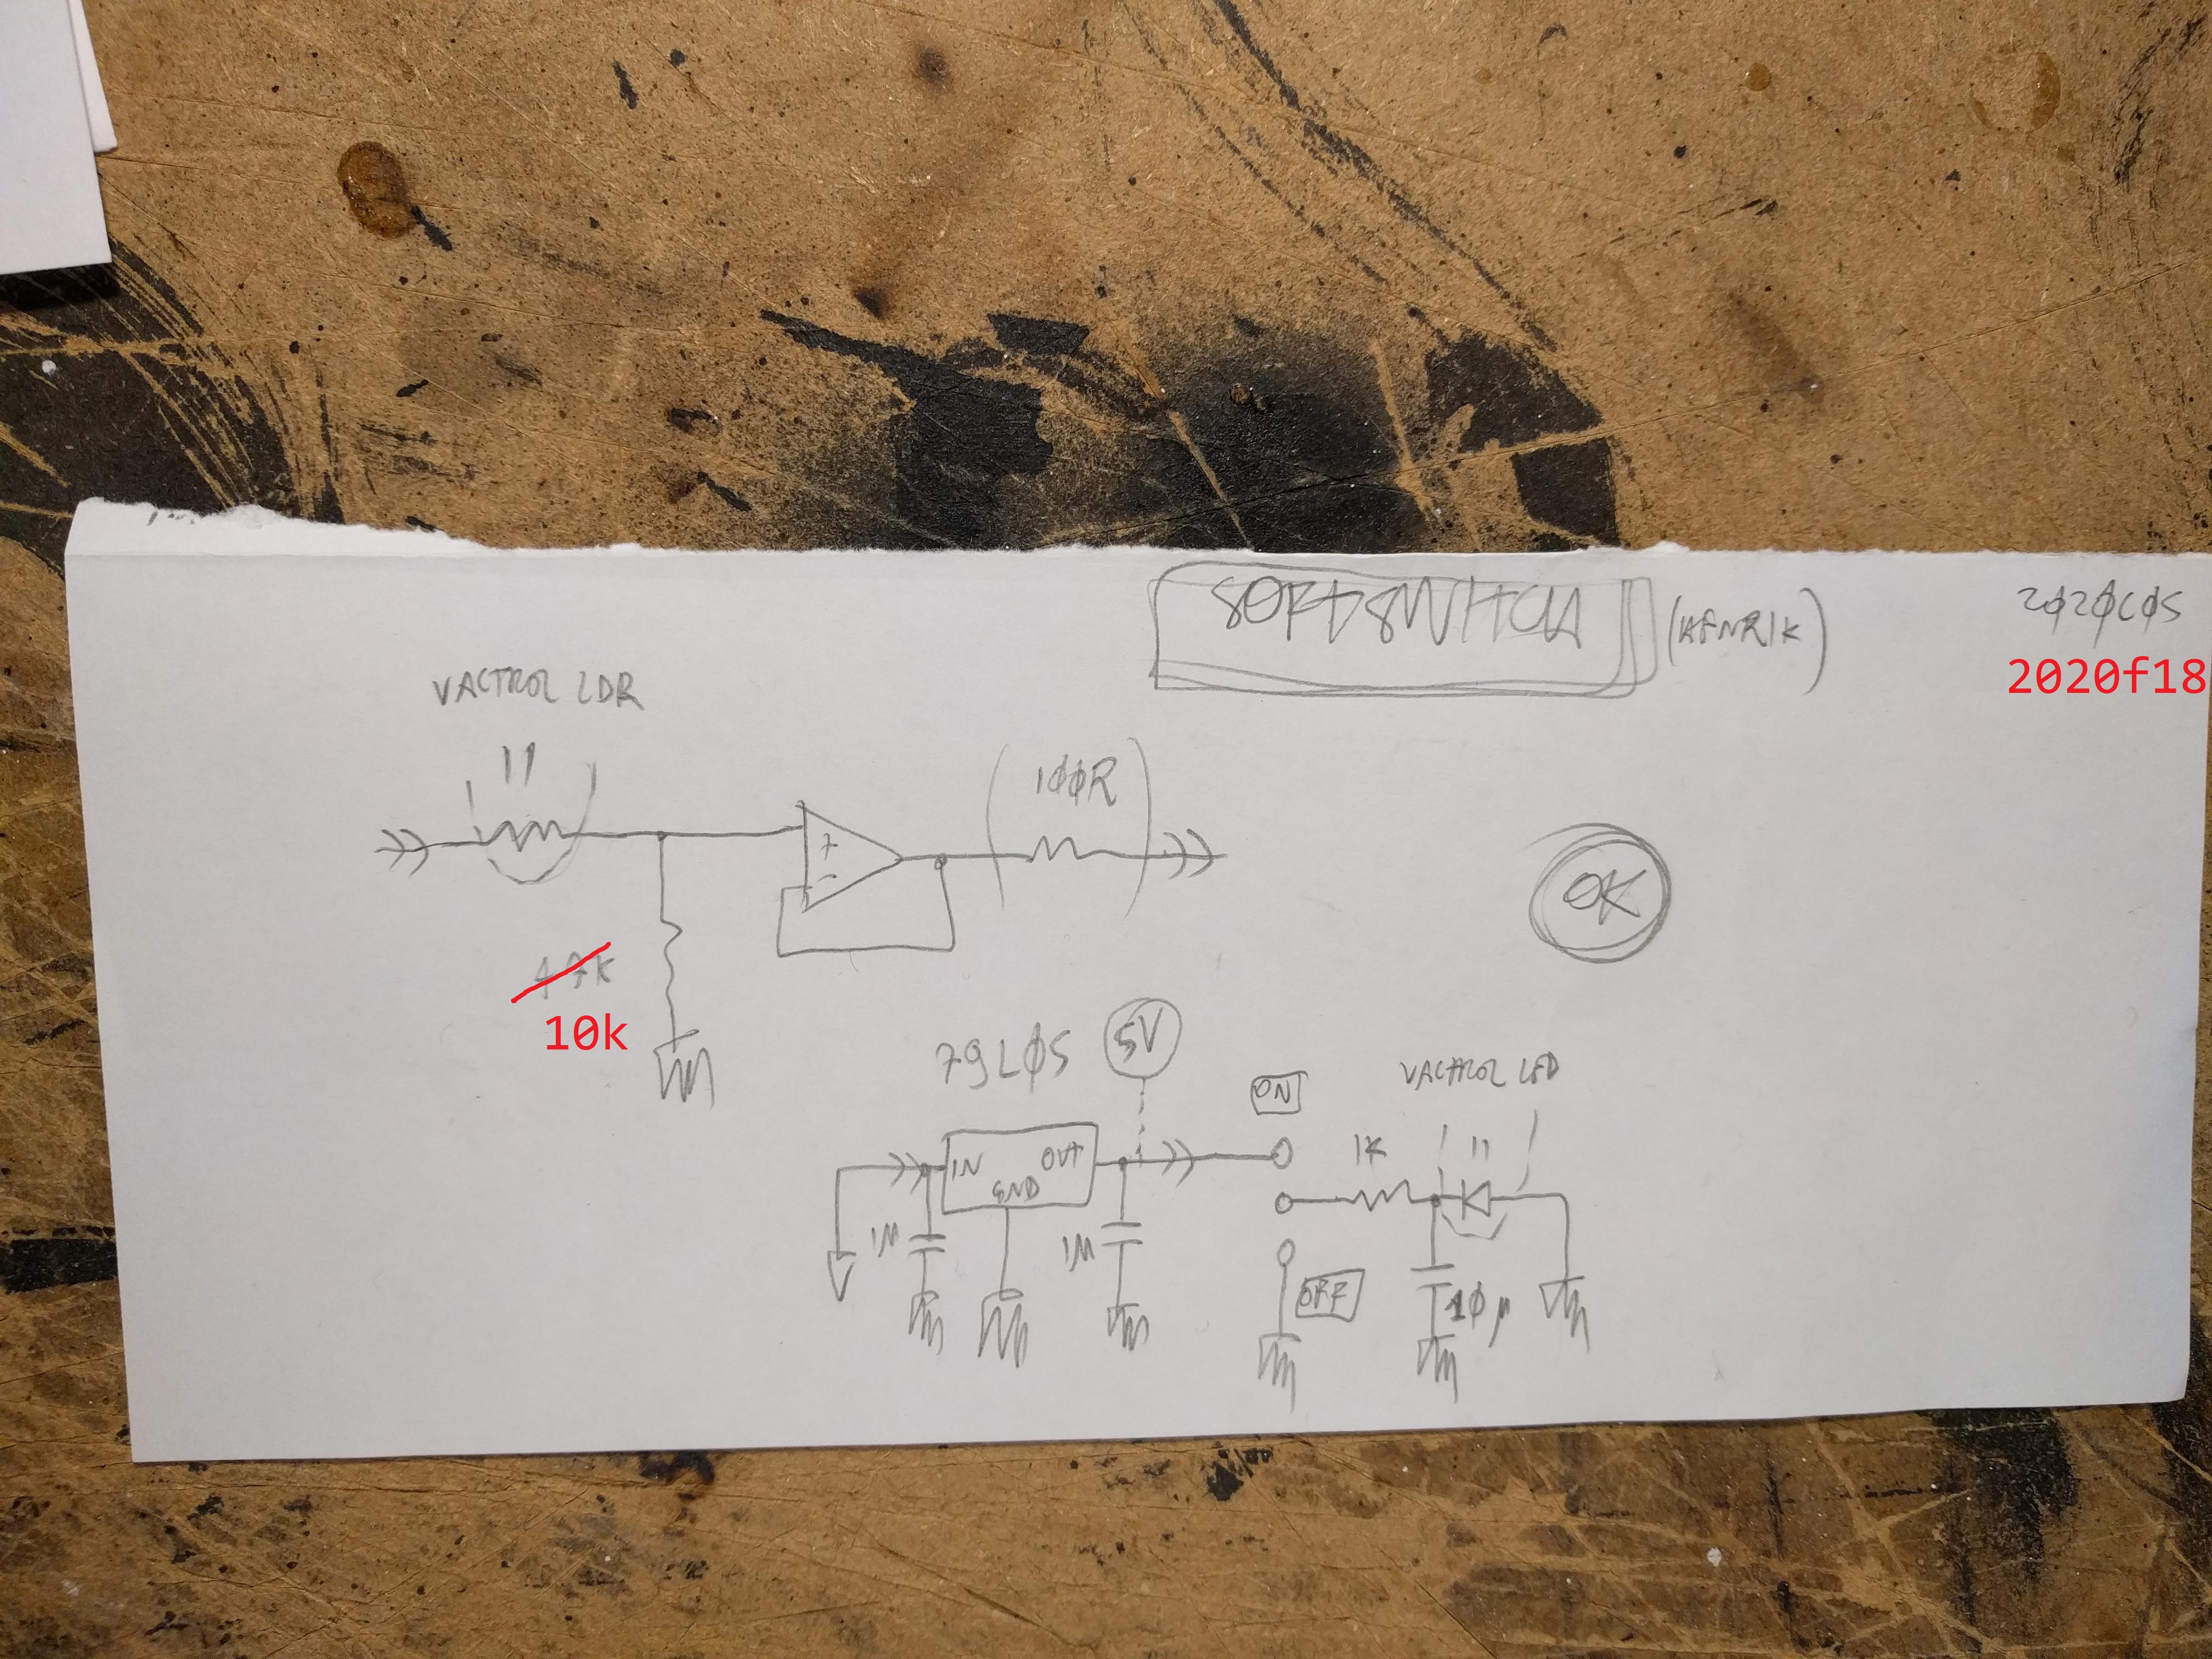 SOFTSWITCH (HENRIK) 2020C05
2020f18
VACTROL LDR
100R
+
-
OK
47k
10k
79L05 5V
ON VACTROL LED
IN OUT
GND
1k
1M 1M
OFF 10µ